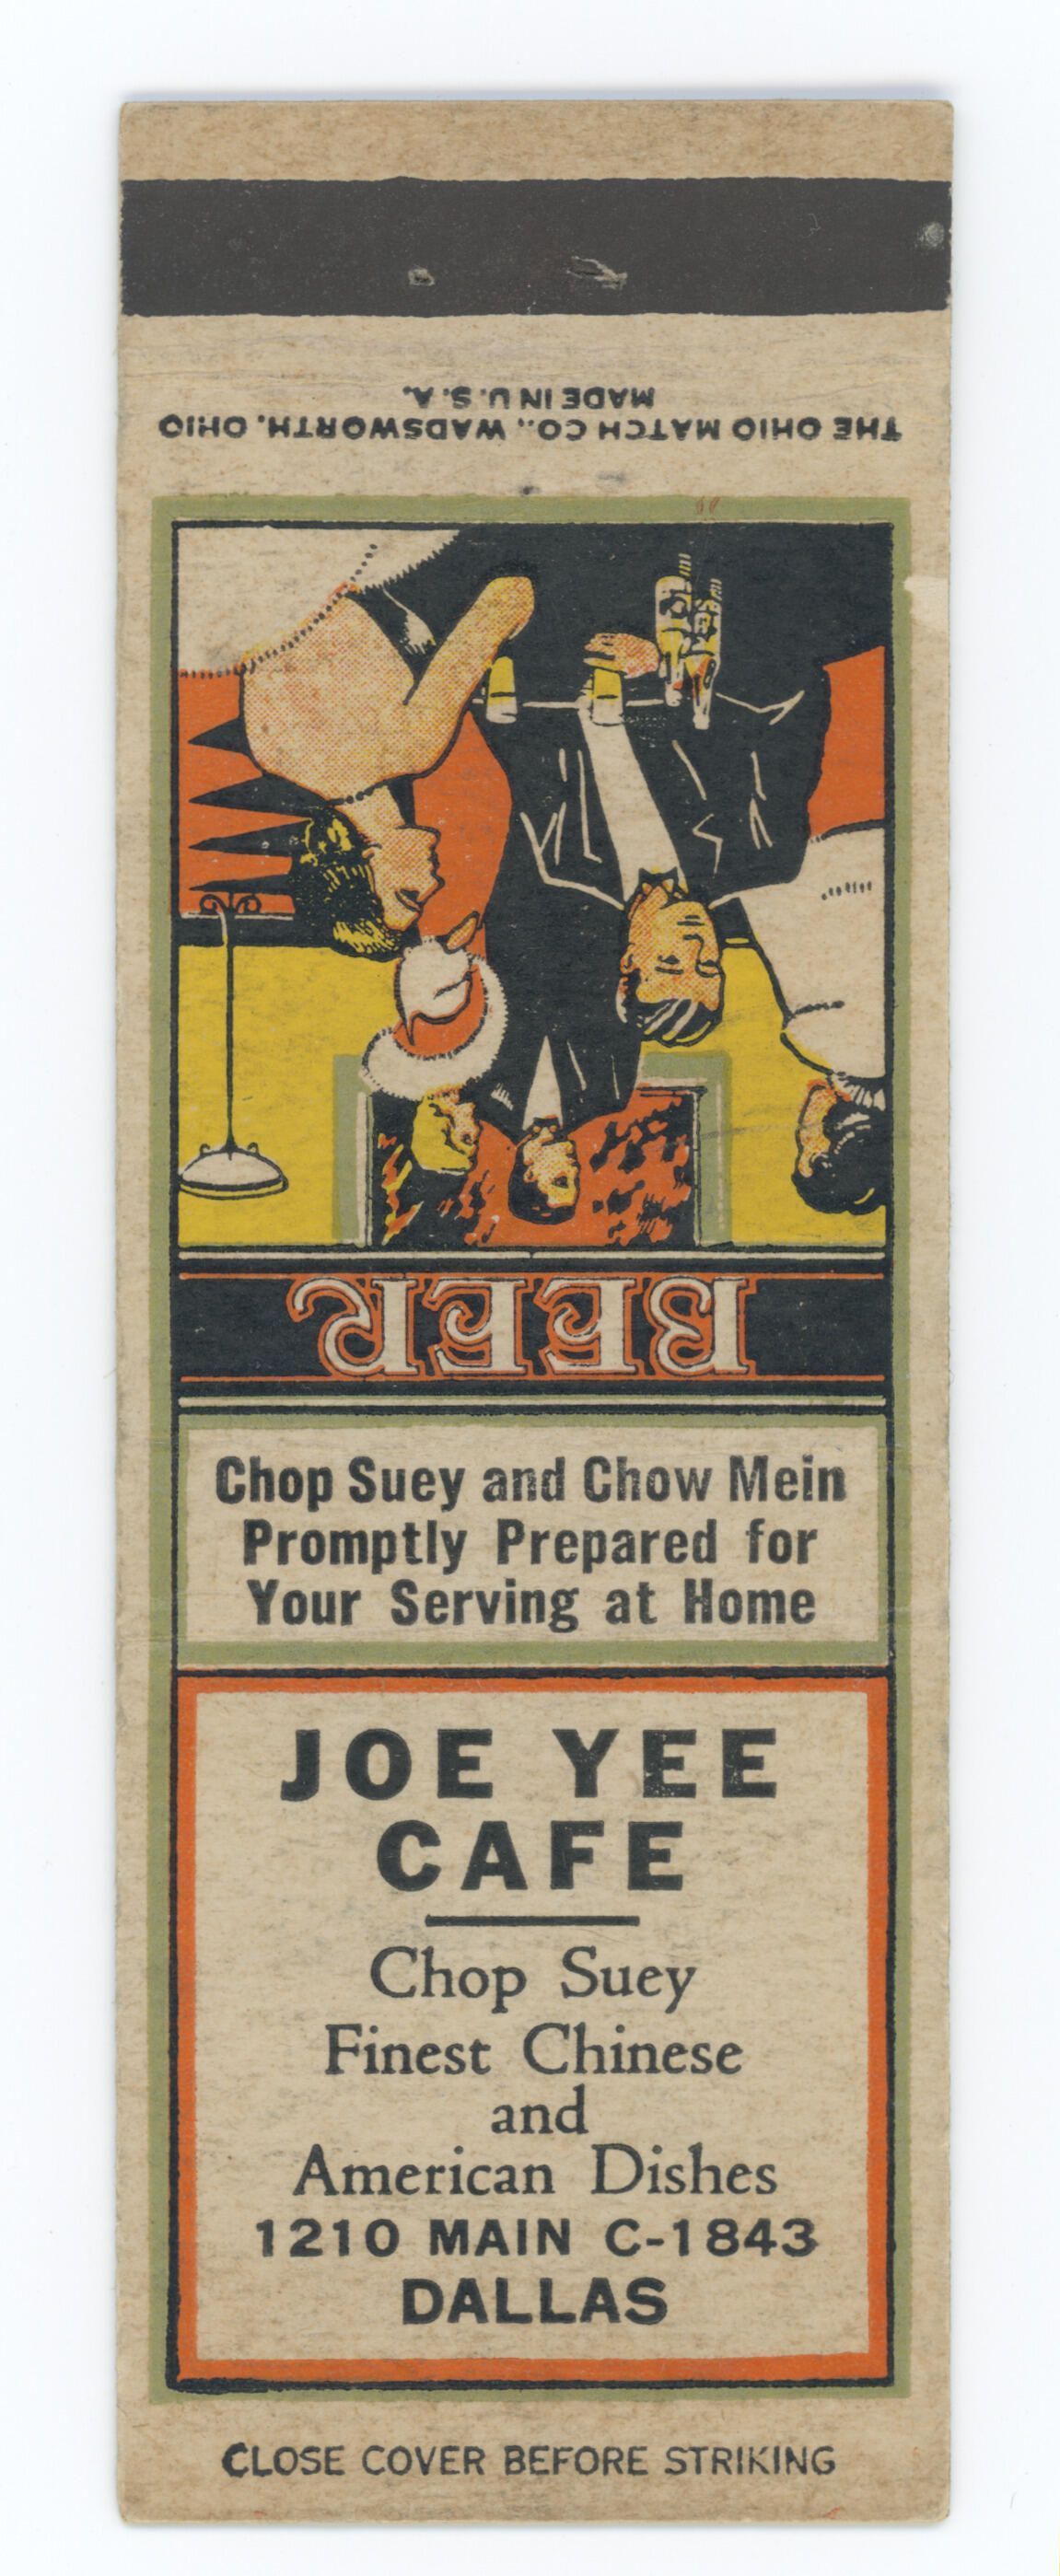 THE OHIO MATCH CO., WADSWORTH, OHIO
MADE IN U.S.A.
BEER
Chop Suey and Chow Mein
Promptly Prepared for
Your Serving at Home
JOE YEE
CAFE
Chop Suey
Finest Chinese
and
American Dishes
1210 MAIN C-1843
DALLAS
CLOSE COVER BEFORE STRIKING